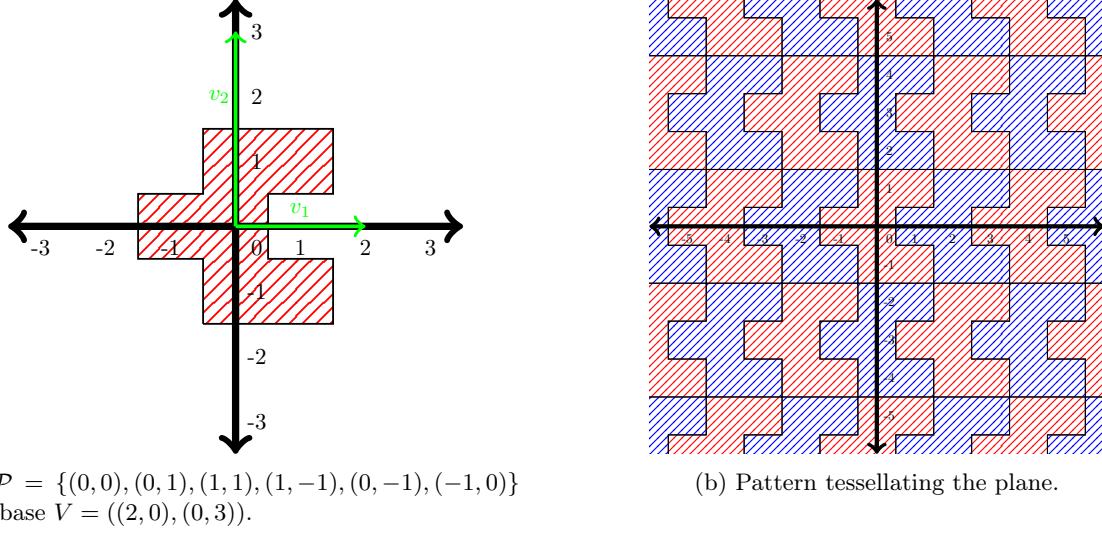 3
2
1
-1
-2
-3
-3 -2 -1 0 1 2 3
v₂
v₁
5
4
3
2
1
-1
-2
-3
-4
-5
-5 -4 -3 -2 -1 0 1 2 3 4 5
𝒫 = {(0,0),(0,1),(1,1),(1,-1),(0,-1),(-1,0)}
base V = ((2,0),(0,3)).
(b) Pattern tessellating the plane.